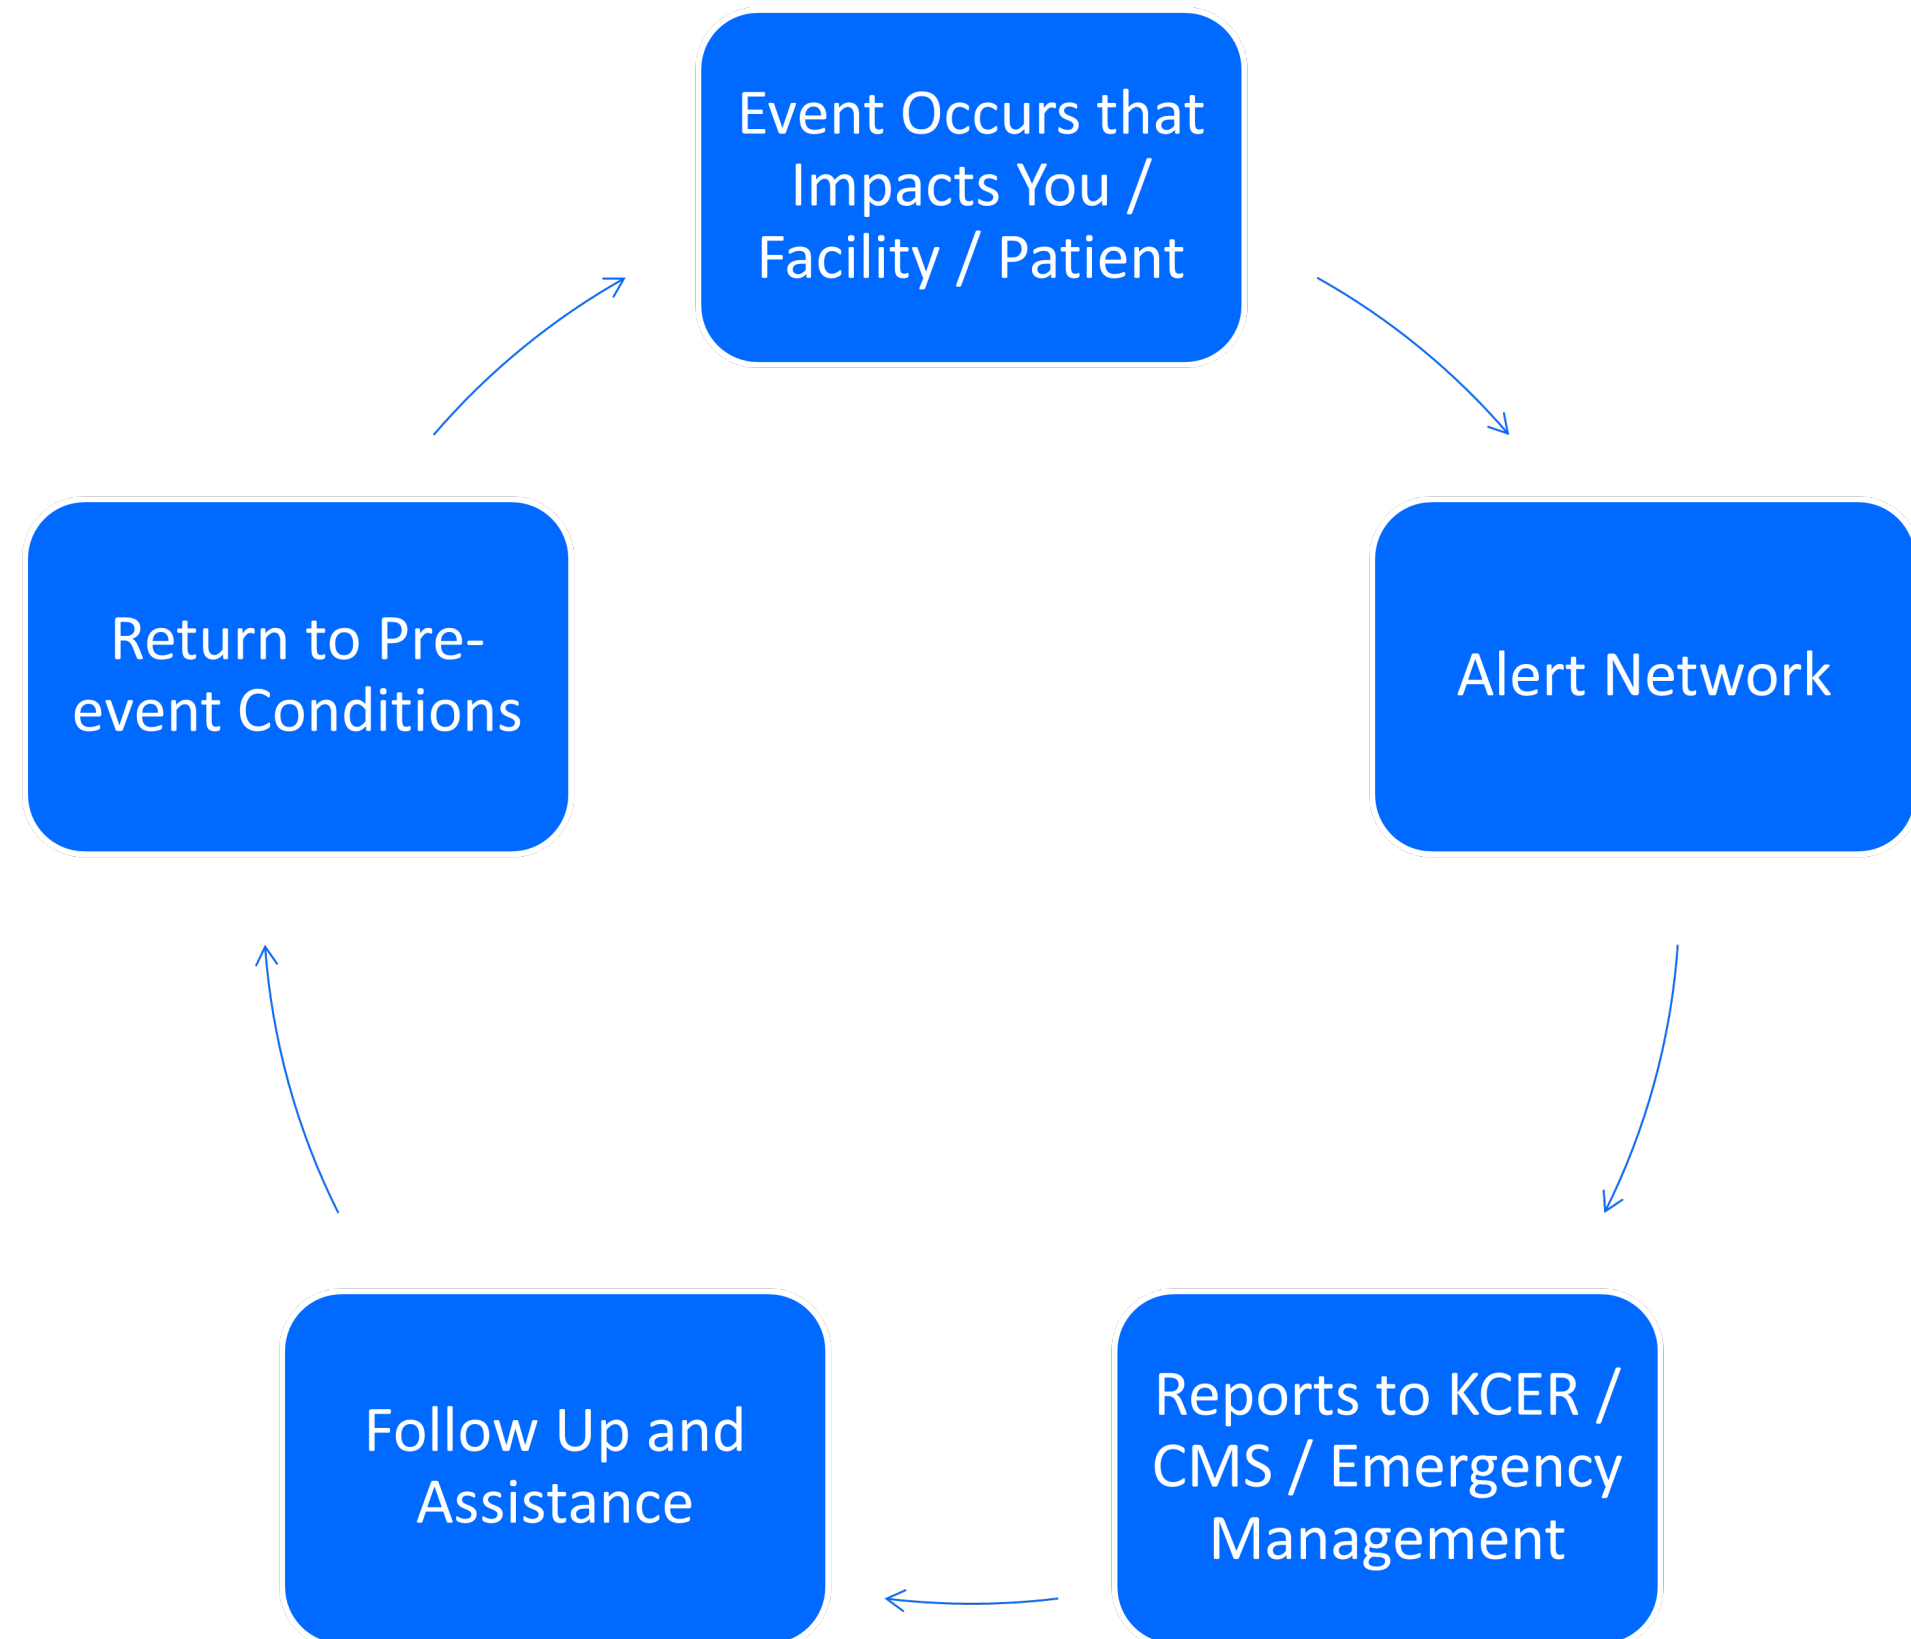 Event Occurs that
Impacts You /
Facility / Patient
Alert Network
Reports to KCER /
CMS / Emergency
Management
Follow Up and
Assistance
Return to Pre-
event Conditions